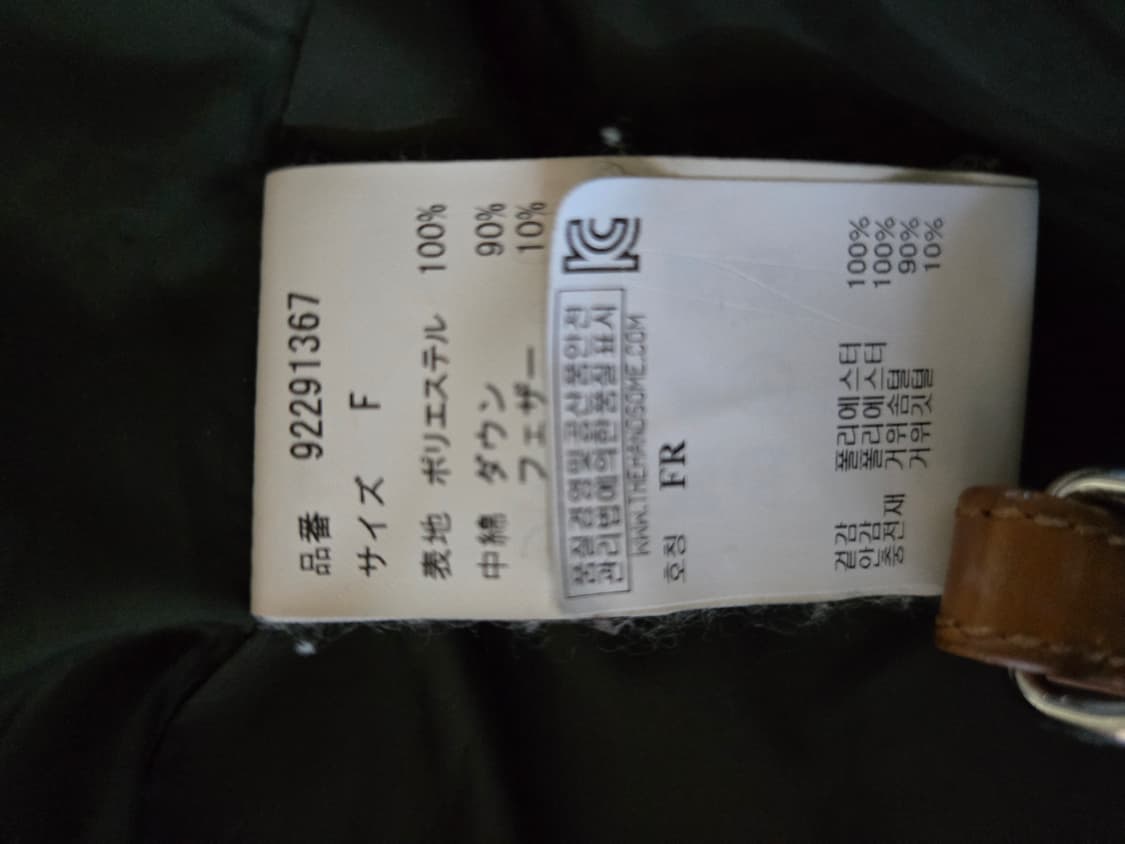 品番 92291367
サイズ F
表地 ポリエステル 100%
中綿 ダウン 90%
フェザー 10%
품질경영및공산품안전
관리법에의한품질표시
WWW.THEHANDSOME.COM
호칭 FR
겉감 폴리에스터 100%
안감 폴리에스터 100%
충전재 거위솜털 90%
거위깃털 10%